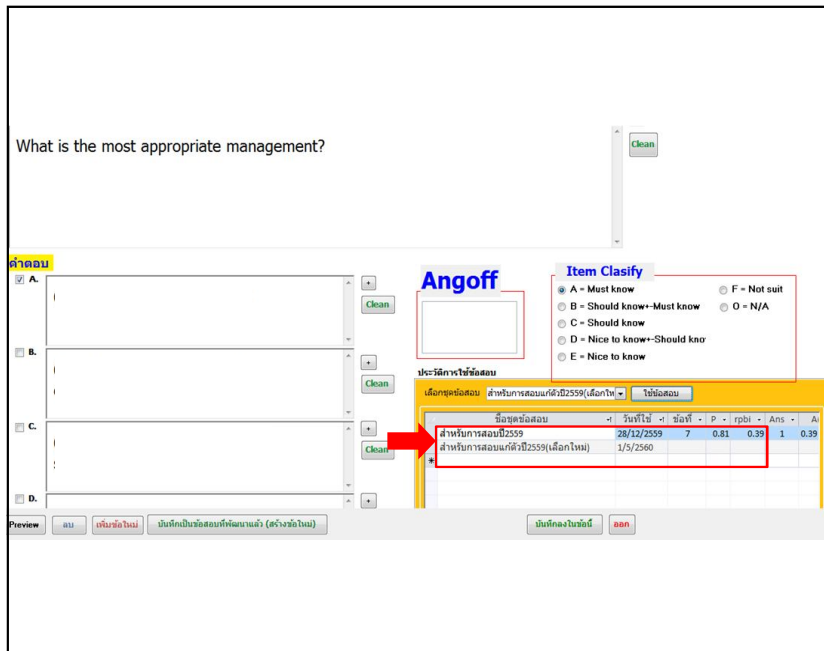 What is the most appropriate management?
Clean
คำตอบ
A.
+
Clean
B.
+
Clean
C.
+
Clean
D.
+
Angoff
Item Clasify
A = Must know
F = Not suit
B = Should know+-Must know
O = N/A
C = Should know
D = Nice to know+-Should kno
E = Nice to know
ประวัติการใช้ข้อสอบ
เลือกชุดข้อสอบ สำหรับการสอบแก้ตัวปี2559(เลือกให ใช้ข้อสอบ
ชื่อชุดข้อสอบ วันที่ใช้ ข้อที่ P rpbi Ans
สำหรับการสอบปี2559 28/12/2559 7 0.81 0.39 1 0.39
สำหรับการสอบแก้ตัวปี2559(เลือกใหม่) 1/5/2560
Preview ลบ เพิ่มข้อใหม่ บันทึกเป็นข้อสอบที่พัฒนาแล้ว (สร้างข้อใหม่) บันทึกลงในข้อนี้ ออก